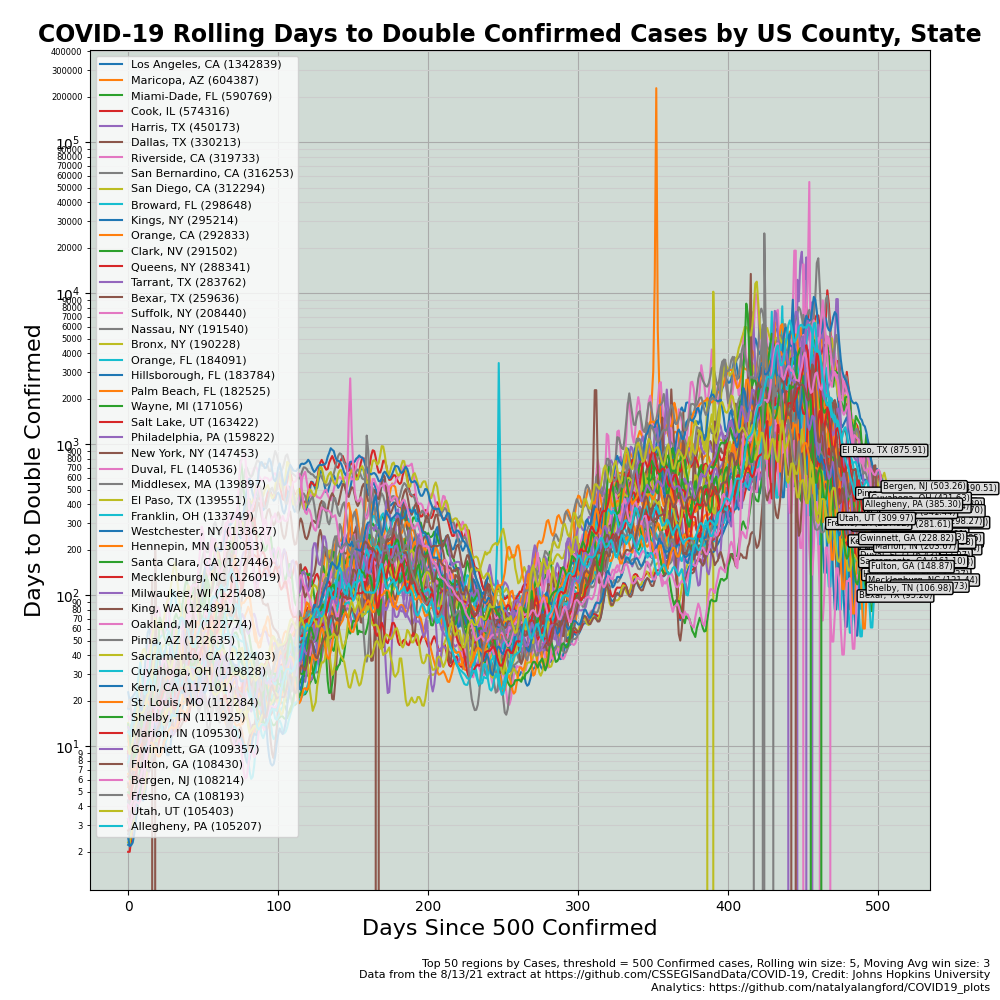 COVID-19 Rolling Days to Double Confirmed Cases by US County, State
Days to Double Confirmed
400000
300000
200000
10^5
90000
80000
70000
60000
50000
40000
30000
20000
10^4
9000
8000
7000
6000
5000
4000
3000
2000
10^3
900
800
700
600
500
400
300
200
10^2
90
80
70
60
50
40
30
20
10^1
9
8
7
6
5
4
3
2
Los Angeles, CA (1342839)
Maricopa, AZ (604387)
Miami-Dade, FL (590769)
Cook, IL (574316)
Harris, TX (450173)
Dallas, TX (330213)
Riverside, CA (319733)
San Bernardino, CA (316253)
San Diego, CA (312294)
Broward, FL (298648)
Kings, NY (295214)
Orange, CA (292833)
Clark, NV (291502)
Queens, NY (288341)
Tarrant, TX (283762)
Bexar, TX (259636)
Suffolk, NY (208440)
Nassau, NY (191540)
Bronx, NY (190228)
Orange, FL (184091)
Hillsborough, FL (183784)
Palm Beach, FL (182525)
Wayne, MI (171056)
Salt Lake, UT (163422)
Philadelphia, PA (159822)
New York, NY (147453)
Duval, FL (140536)
Middlesex, MA (139897)
El Paso, TX (139551)
Franklin, OH (133749)
Westchester, NY (133627)
Hennepin, MN (130053)
Santa Clara, CA (127446)
Mecklenburg, NC (126019)
Milwaukee, WI (125408)
King, WA (124891)
Oakland, MI (122774)
Pima, AZ (122635)
Sacramento, CA (122403)
Cuyahoga, OH (119828)
Kern, CA (117101)
St. Louis, MO (112284)
Shelby, TN (111925)
Marion, IN (109530)
Gwinnett, GA (109357)
Fulton, GA (108430)
Bergen, NJ (108214)
Fresno, CA (108193)
Utah, UT (105403)
Allegheny, PA (105207)
El Paso, TX (875.91)
Bergen, NJ (503.26)
Allegheny, PA (385.30)
Utah, UT (309.97)
(281.61)
Gwinnett, GA (228.82)
Fulton, GA (148.87)
Shelby, TN (106.98)
0 100 200 300 400 500
Days Since 500 Confirmed
Top 50 regions by Cases, threshold = 500 Confirmed cases, Rolling win size: 5, Moving Avg win size: 3
Data from the 8/13/21 extract at https://github.com/CSSEGISandData/COVID-19, Credit: Johns Hopkins University
Analytics: https://github.com/natalyalangford/COVID19_plots